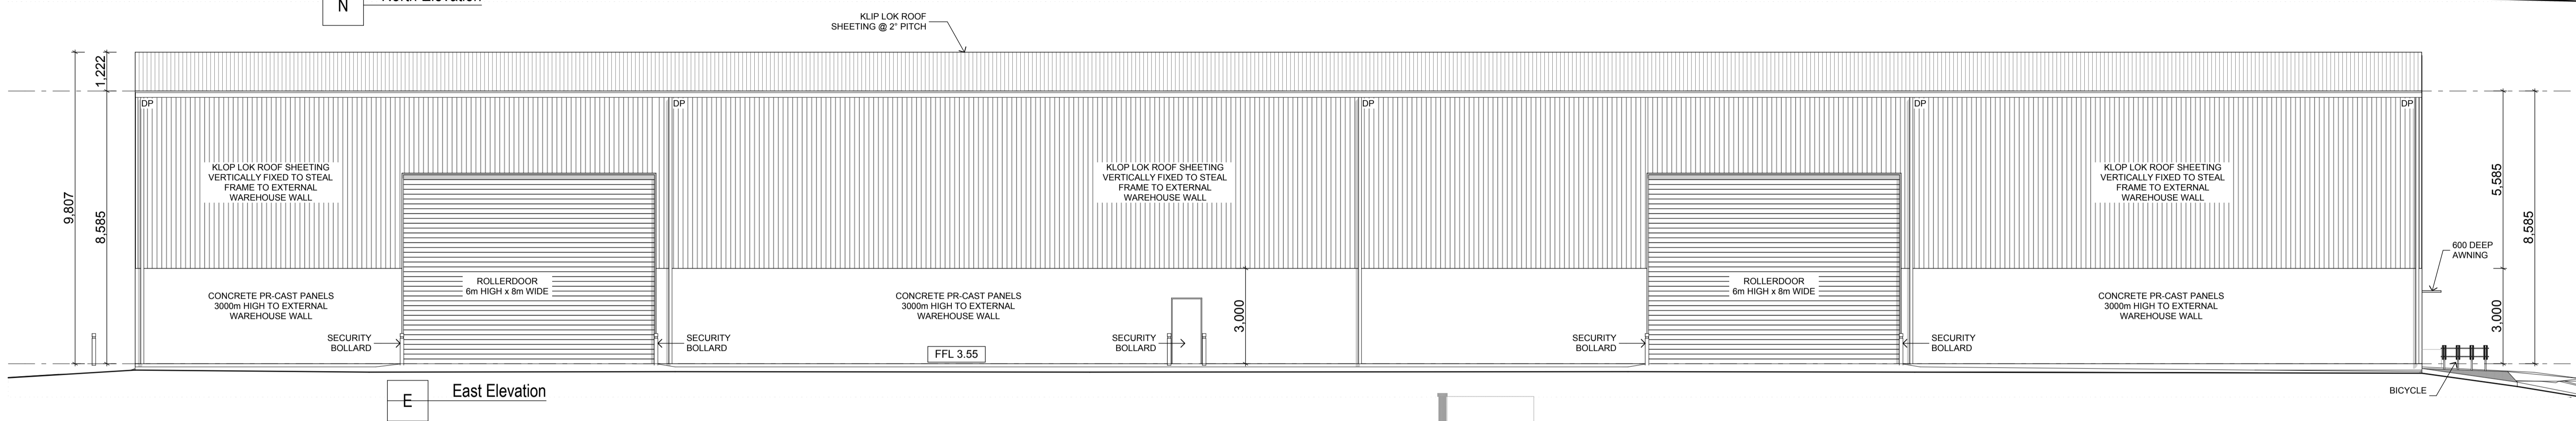 N
North Elevation
KLIP LOK ROOF
SHEETING @ 2° PITCH
1,222
9,807
8,585
DP
DP
DP
DP
DP
KLOP LOK ROOF SHEETING
VERTICALLY FIXED TO STEAL
FRAME TO EXTERNAL
WAREHOUSE WALL
KLOP LOK ROOF SHEETING
VERTICALLY FIXED TO STEAL
FRAME TO EXTERNAL
WAREHOUSE WALL
KLOP LOK ROOF SHEETING
VERTICALLY FIXED TO STEAL
FRAME TO EXTERNAL
WAREHOUSE WALL
5,585
8,585
600 DEEP
AWNING
ROLLERDOOR
6m HIGH x 8m WIDE
ROLLERDOOR
6m HIGH x 8m WIDE
CONCRETE PR-CAST PANELS
3000m HIGH TO EXTERNAL
WAREHOUSE WALL
CONCRETE PR-CAST PANELS
3000m HIGH TO EXTERNAL
WAREHOUSE WALL
CONCRETE PR-CAST PANELS
3000m HIGH TO EXTERNAL
WAREHOUSE WALL
3,000
3,000
SECURITY
BOLLARD
SECURITY
BOLLARD
SECURITY
BOLLARD
SECURITY
BOLLARD
SECURITY
BOLLARD
FFL 3.55
BICYCLE
E
East Elevation